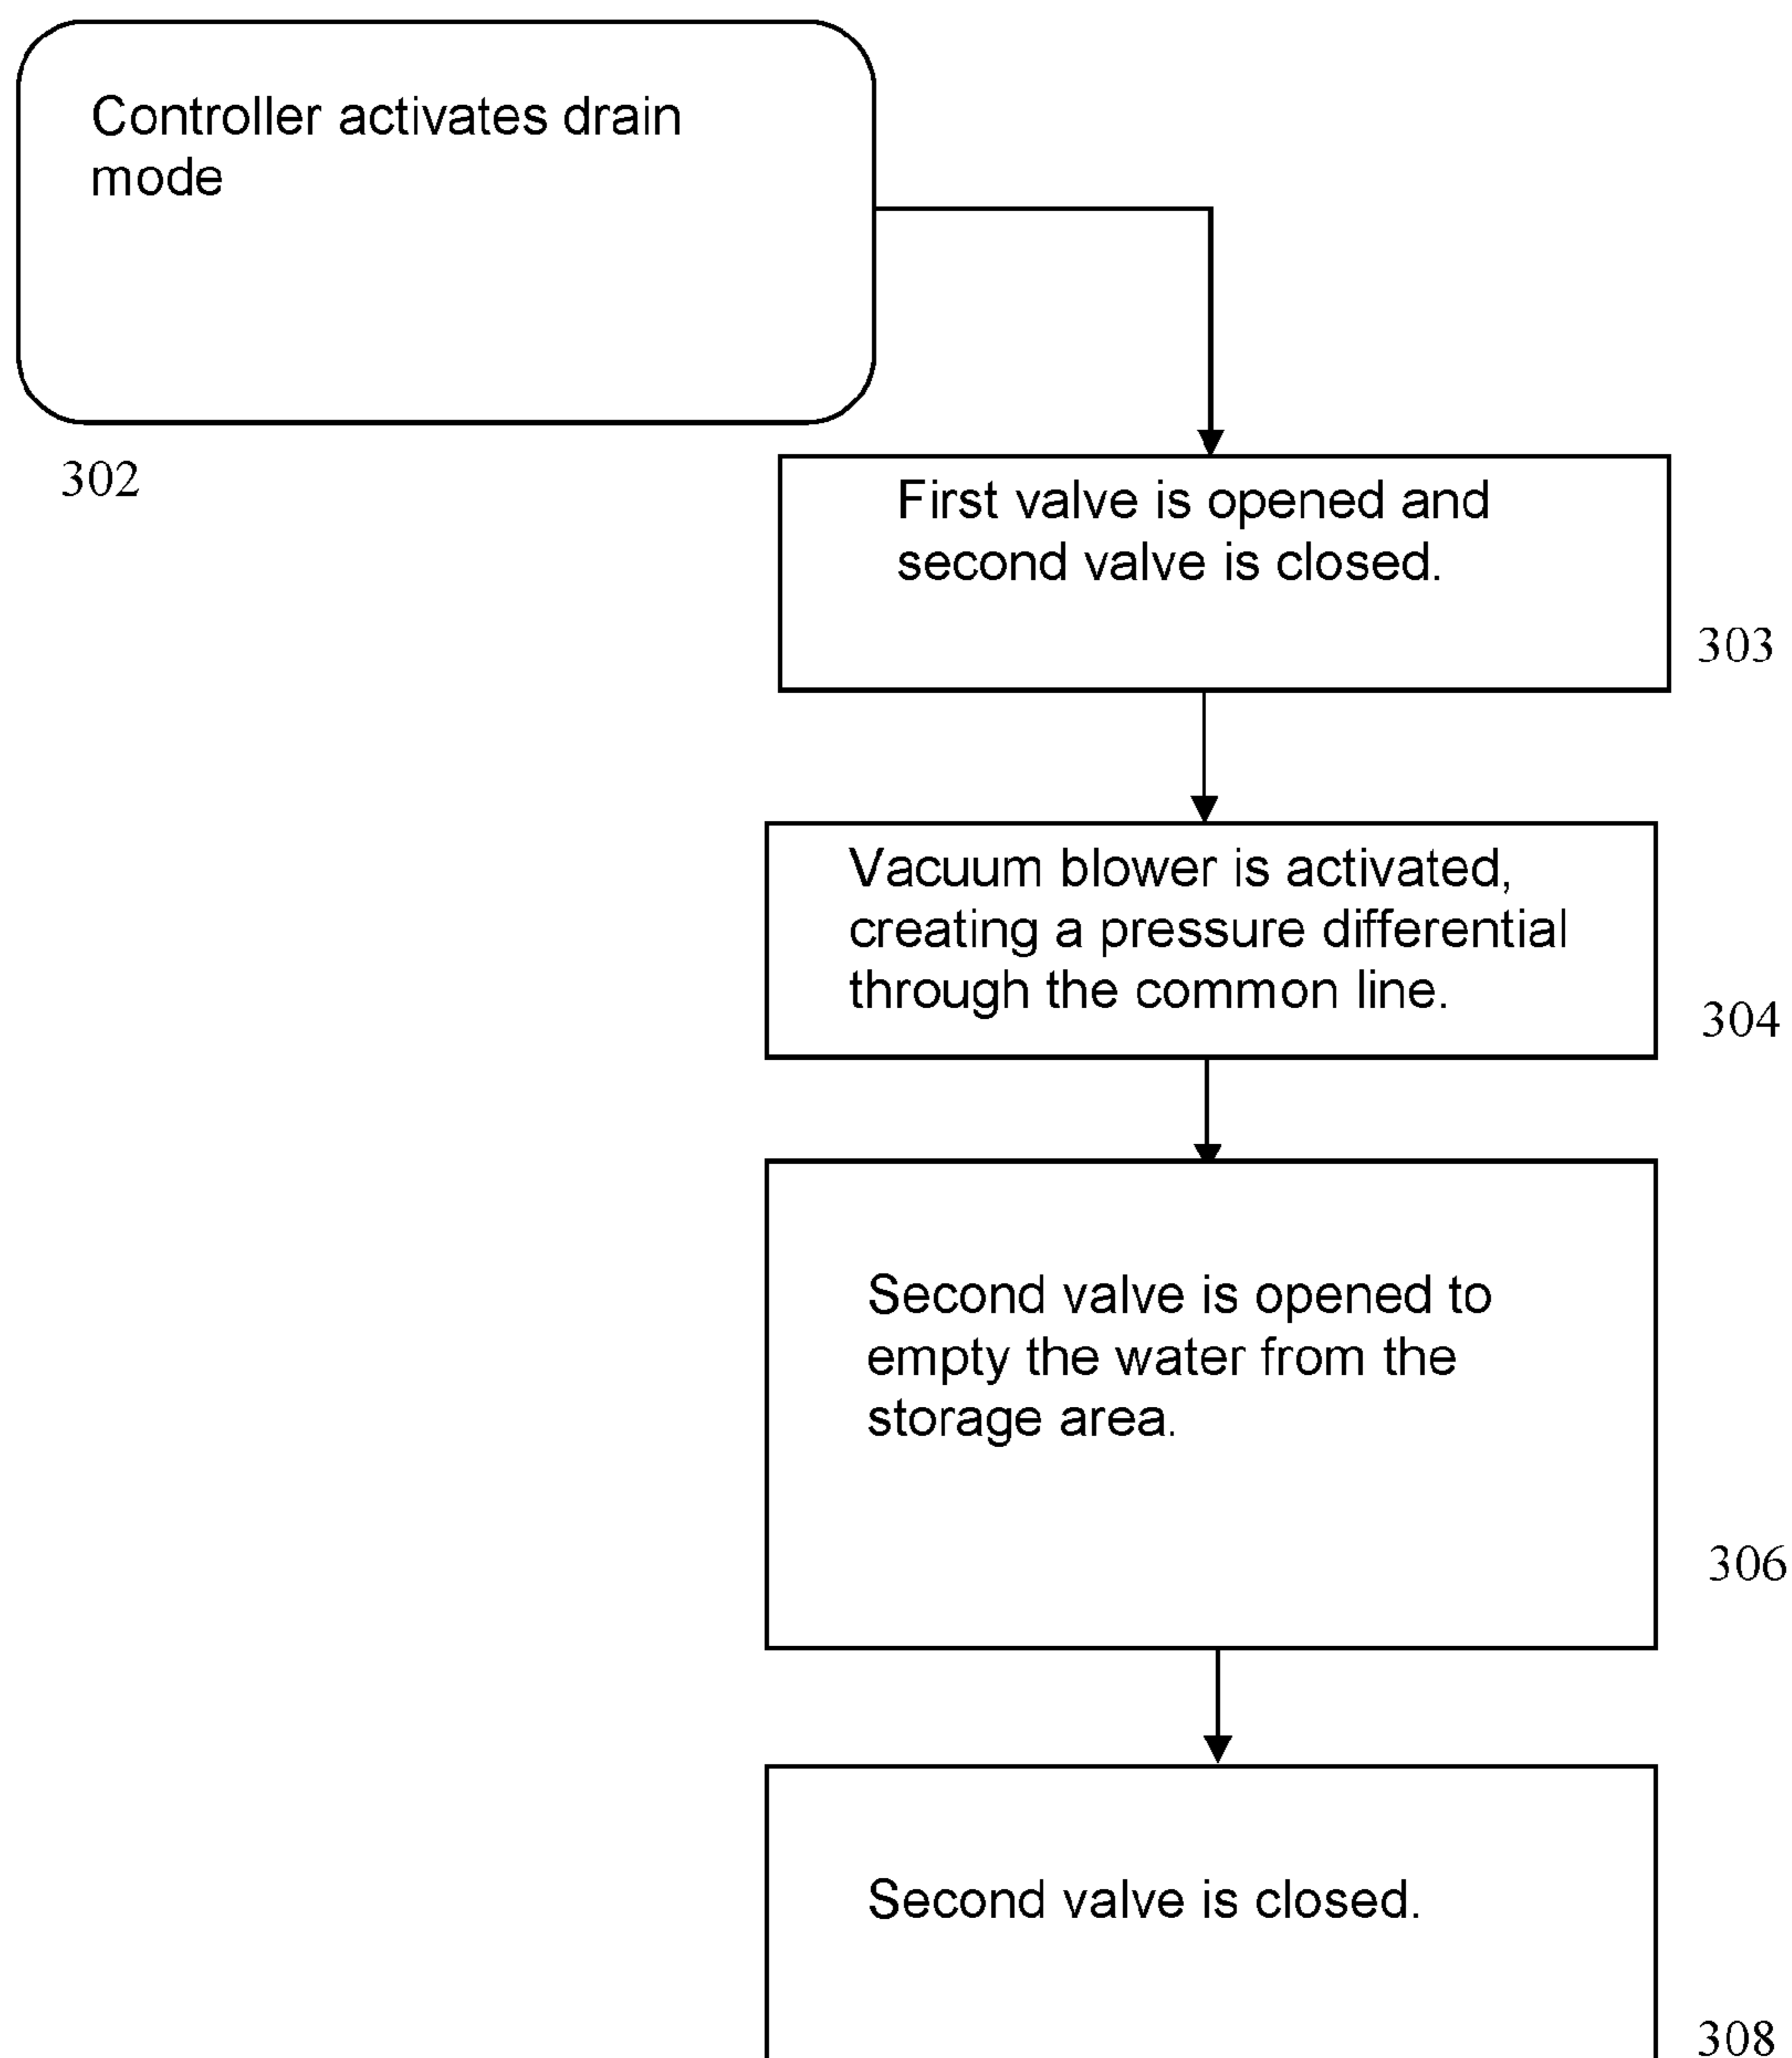 Controller activates drain
mode
302
First valve is opened and
second valve is closed.
303
Vacuum blower is activated,
creating a pressure differential
through the common line.
304
Second valve is opened to
empty the water from the
storage area.
306
Second valve is closed.
308